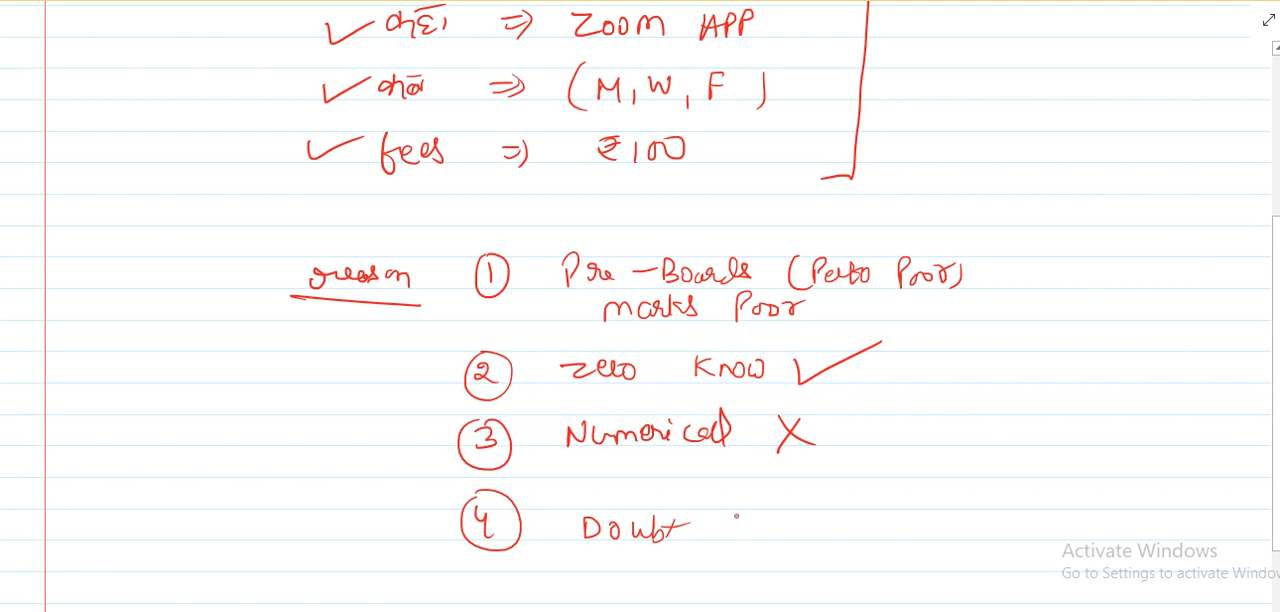 कहाँ ⇒ ZOOM APP
कब ⇒ (M, W, F)
fees ⇒ ₹100
reason ① Pre-Boards (Perfo Poor)
marks Poor
② Zero Know ✓
③ Numerical X
④ Doubt
Activate Windows
Go to Settings to activate Windo